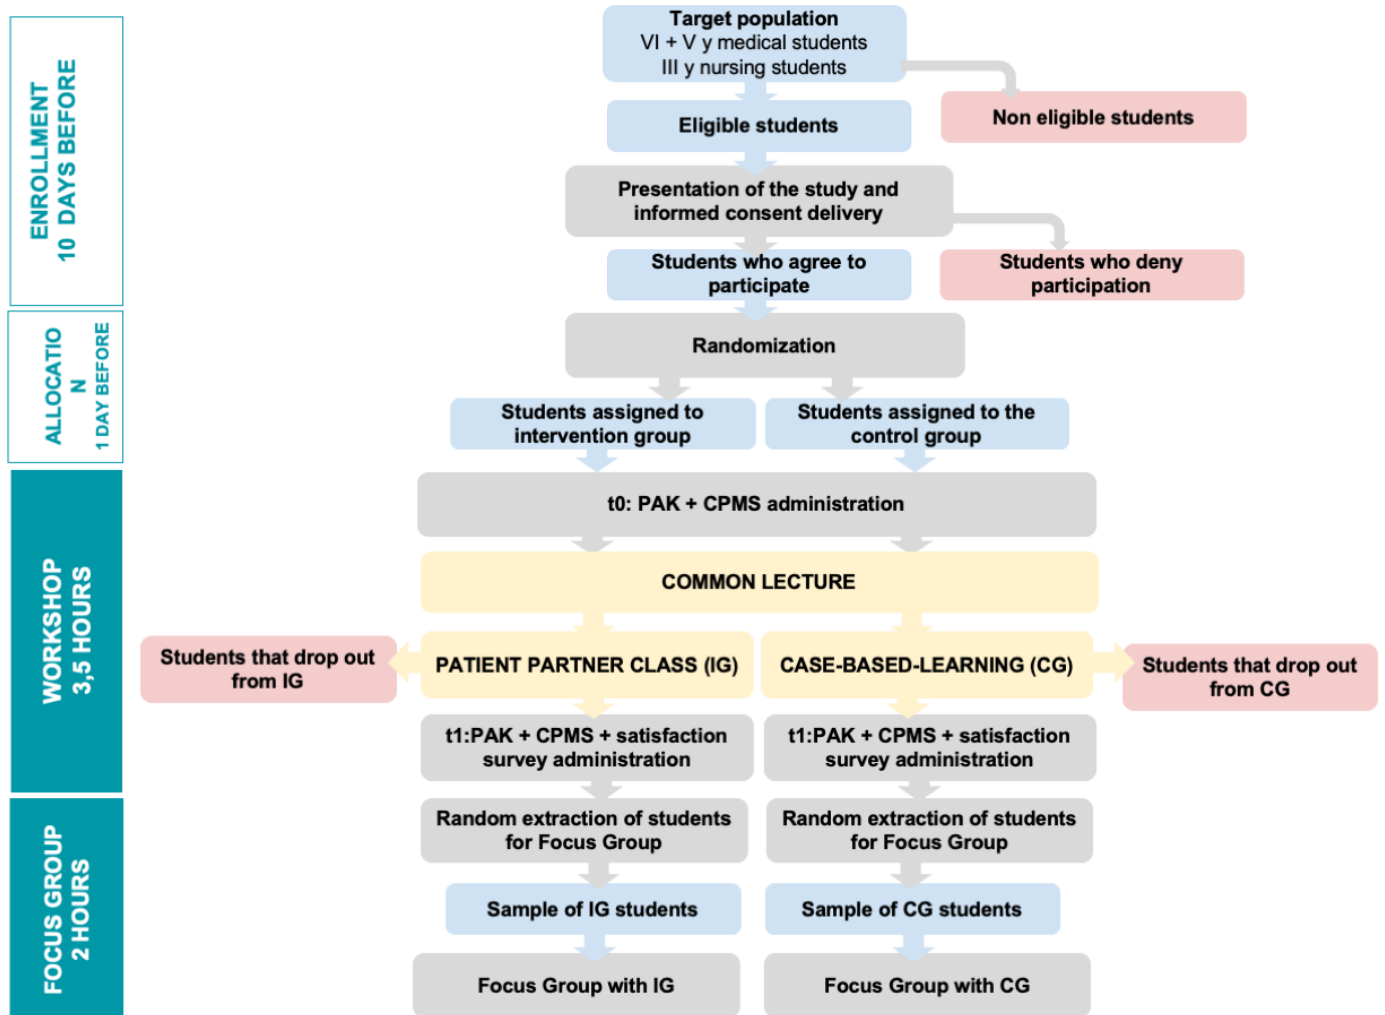 ENROLLMENT
10 DAYS BEFORE
Target population
VI + V y medical students
III y nursing students
Non eligible students
Eligible students
Presentation of the study and
informed consent delivery
Students who agree to
participate
Students who deny
participation
ALLOCATIO
N
1 DAY BEFORE
Randomization
Students assigned to
intervention group
Students assigned to the
control group
WORKSHOP
3,5 HOURS
t0: PAK + CPMS administration
COMMON LECTURE
Students that drop out
from IG
PATIENT PARTNER CLASS (IG)
CASE-BASED-LEARNING (CG)
Students that drop out
from CG
t1:PAK + CPMS + satisfaction
survey administration
t1:PAK + CPMS + satisfaction
survey administration
FOCUS GROUP
2 HOURS
Random extraction of students
for Focus Group
Random extraction of students
for Focus Group
Sample of IG students
Sample of CG students
Focus Group with IG
Focus Group with CG